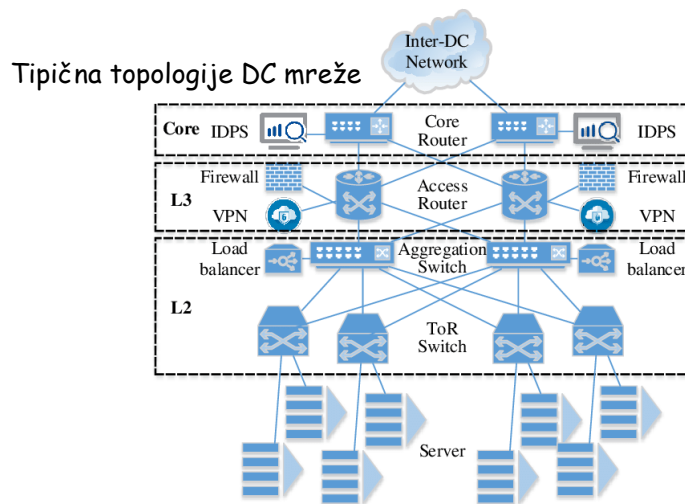 Inter-DC
Network
Tipična topologije DC mreže
Core
IDPS
Core
Router
IDPS
Firewall
Firewall
L3
Access
Router
VPN
VPN
Load
balancer
Aggregation
Switch
Load
balancer
L2
ToR
Switch
Server